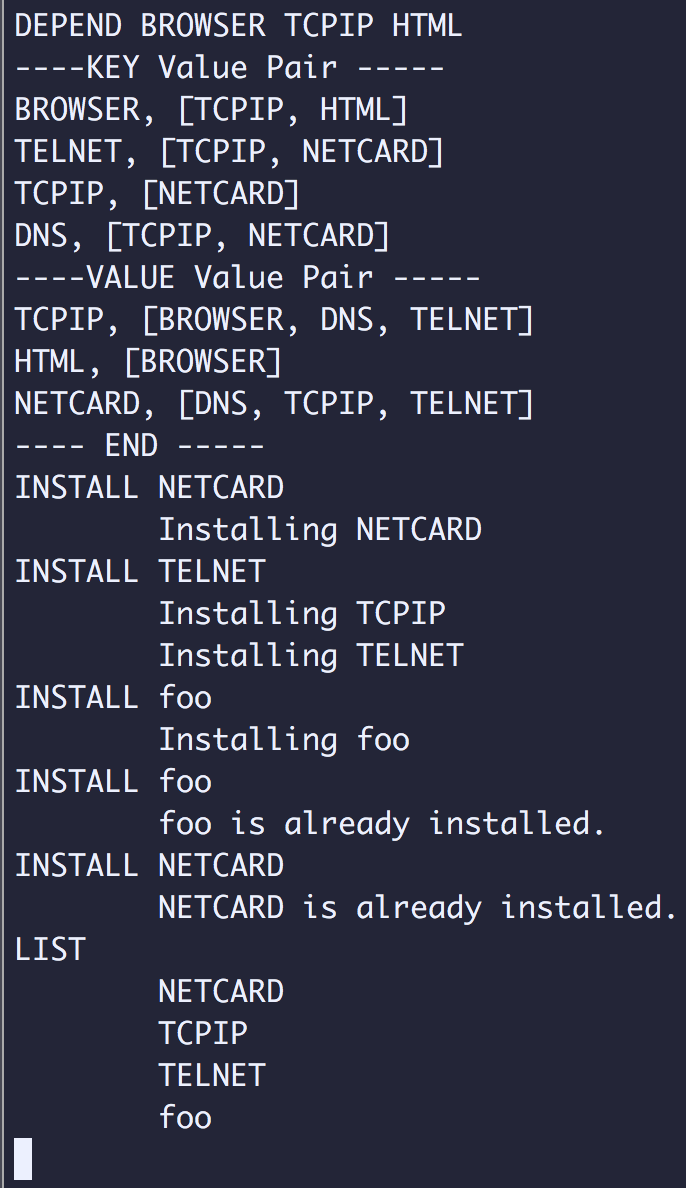 DEPEND BROWSER TCPIP HTML
----KEY Value Pair -----
BROWSER, [TCPIP, HTML]
TELNET, [TCPIP, NETCARD]
TCPIP, [NETCARD]
DNS, [TCPIP, NETCARD]
----VALUE Value Pair -----
TCPIP, [BROWSER, DNS, TELNET]
HTML, [BROWSER]
NETCARD, [DNS, TCPIP, TELNET]
---- END -----
INSTALL NETCARD
        Installing NETCARD
INSTALL TELNET
        Installing TCPIP
        Installing TELNET
INSTALL foo
        Installing foo
INSTALL foo
        foo is already installed.
INSTALL NETCARD
        NETCARD is already installed.
LIST
        NETCARD
        TCPIP
        TELNET
        foo